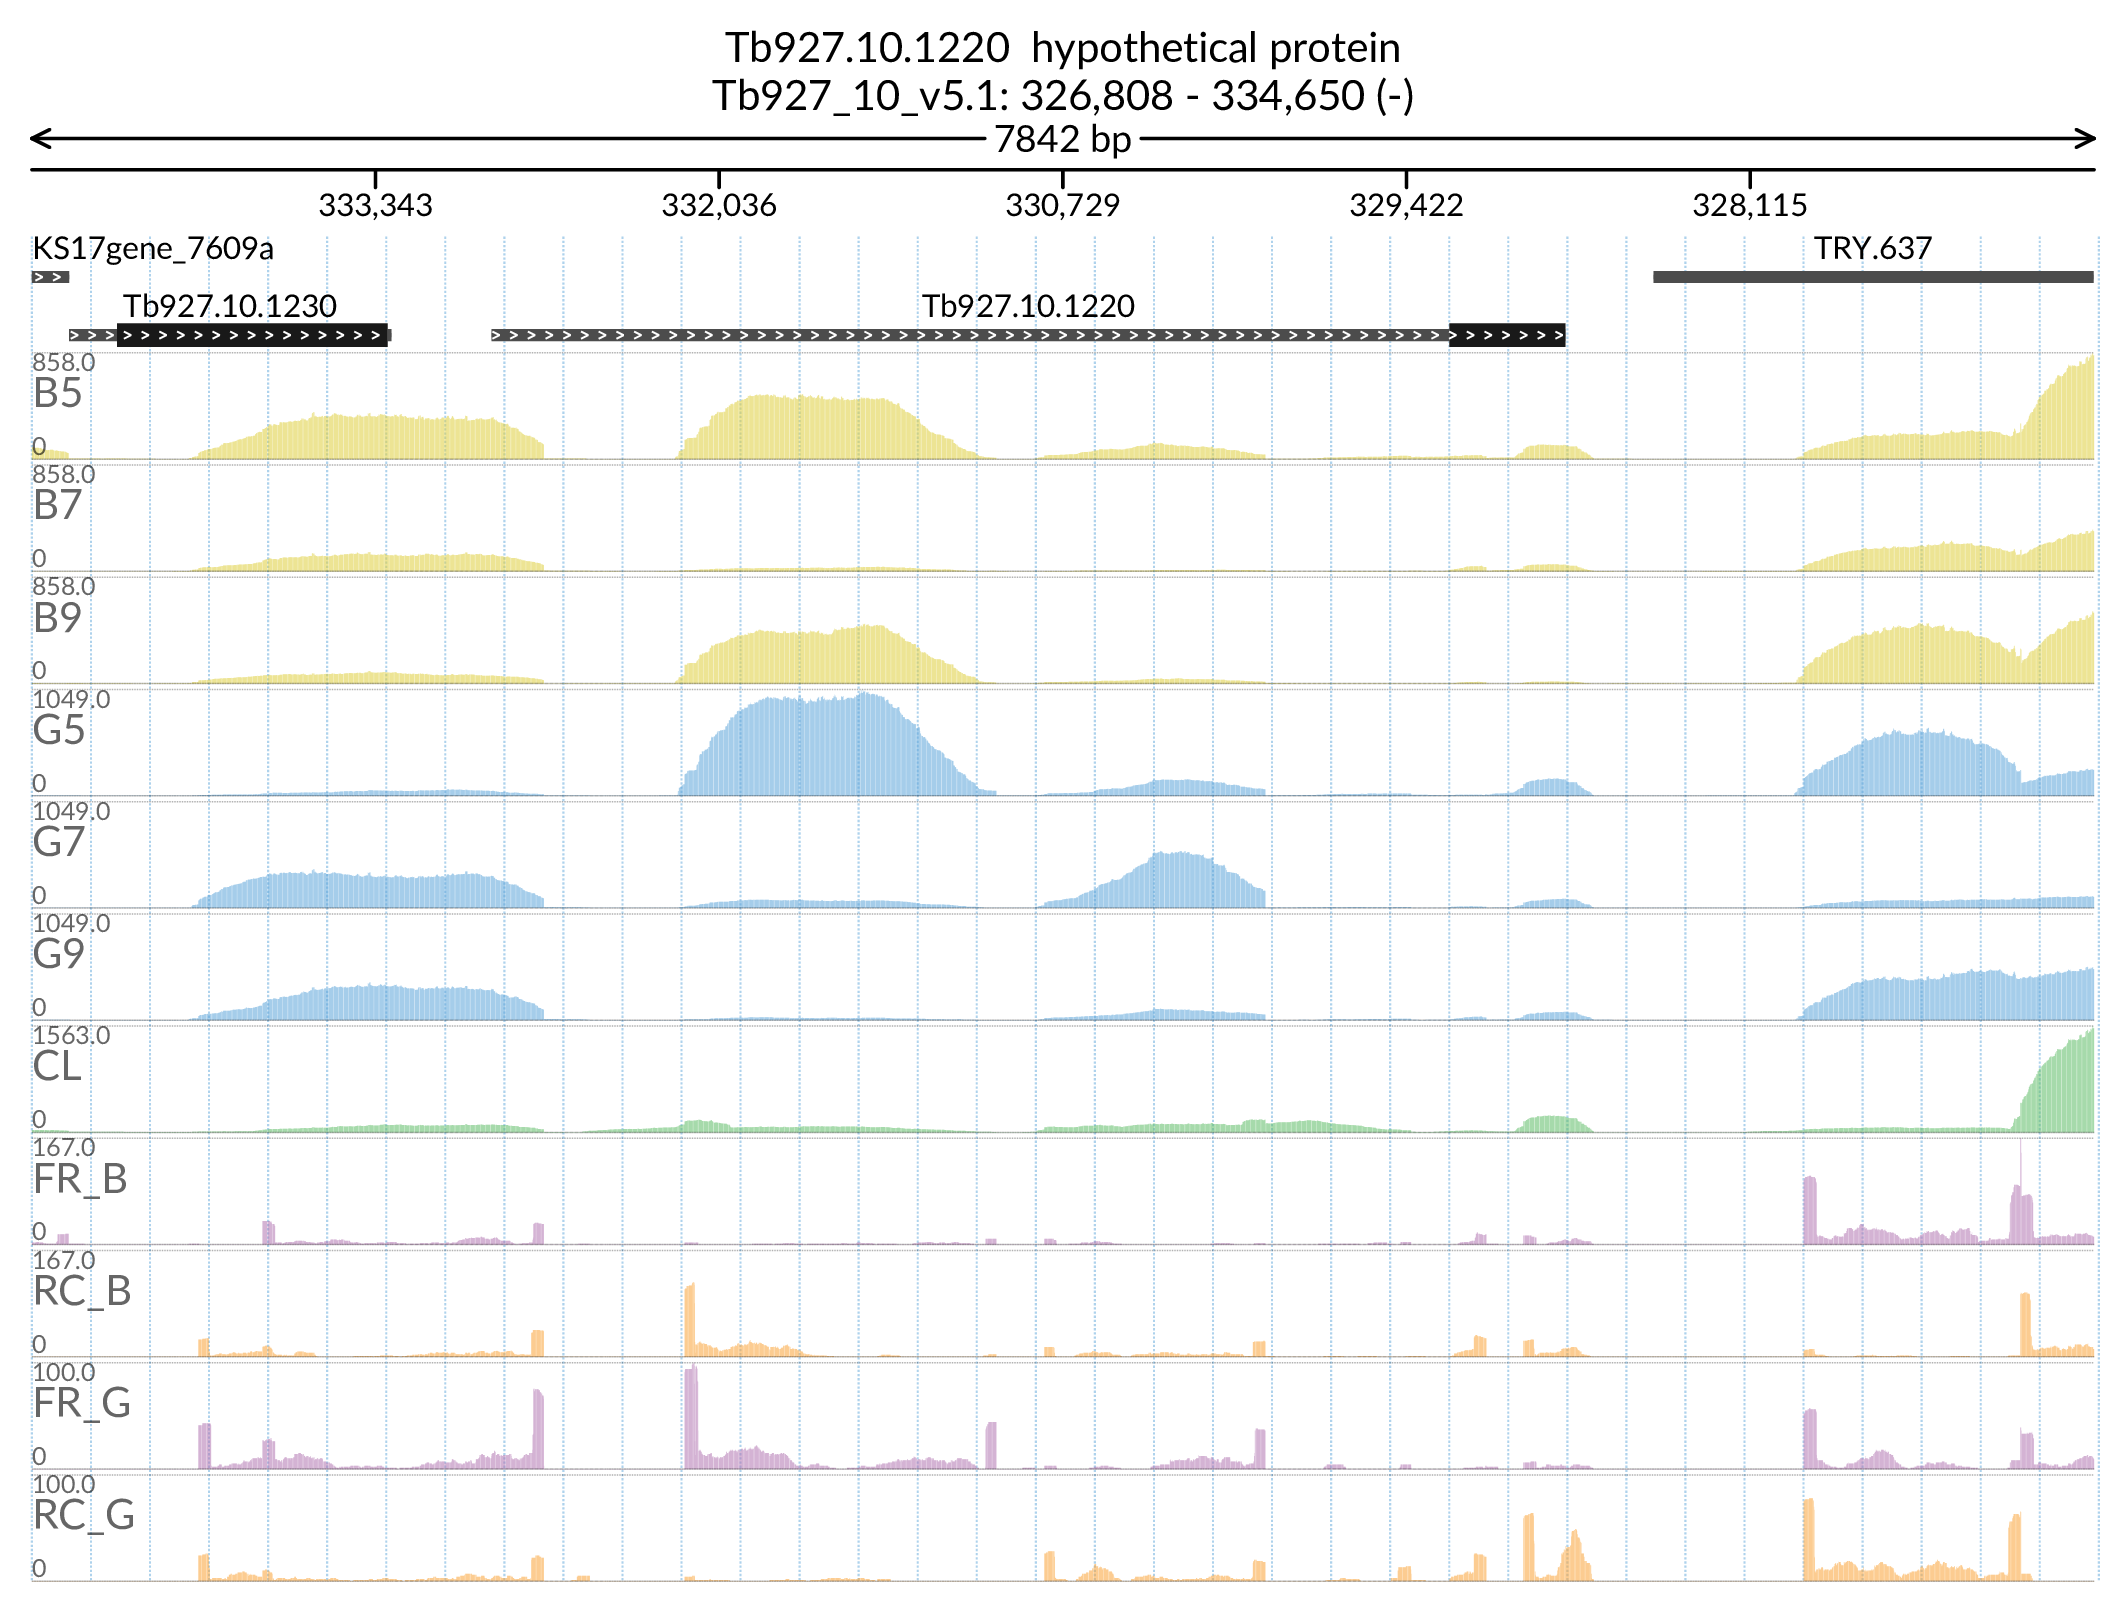 Tb927.10.1220  hypothetical protein
Tb927_10_v5.1: 326,808 - 334,650 (-)
7842 bp
333,343 332,036 330,729 329,422 328,115
KS17gene_7609a TRY.637
Tb927.10.1230 Tb927.10.1220
858.0
B5
0
858.0
B7
0
858.0
B9
0
1049.0
G5
0
1049.0
G7
0
1049.0
G9
0
1563.0
CL
0
167.0
FR_B
0
167.0
RC_B
0
100.0
FR_G
0
100.0
RC_G
0